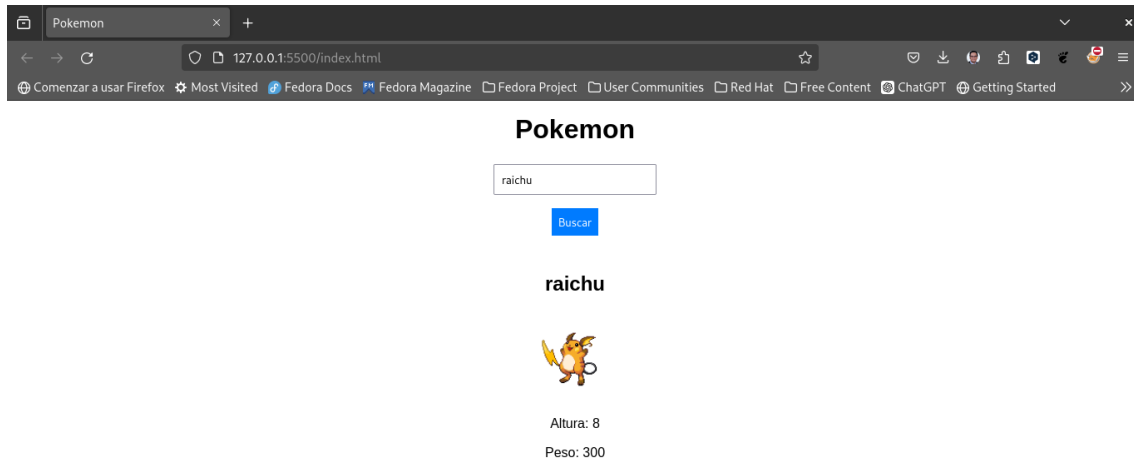 Pokemon
127.0.0.1:5500/index.html
Comenzar a usar Firefox Most Visited Fedora Docs Fedora Magazine Fedora Project User Communities Red Hat Free Content ChatGPT Getting Started
Pokemon
raichu
Buscar
raichu
Altura: 8
Peso: 300